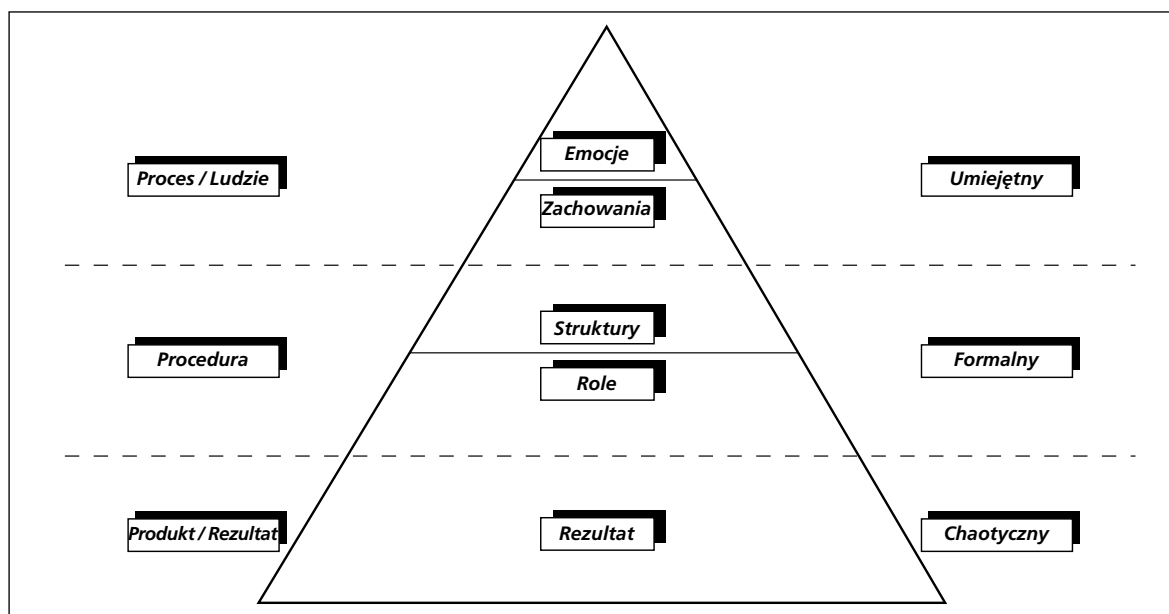 Emocje
Proces / Ludzie
Umiejętny
Zachowania
Struktury
Procedura
Formalny
Role
Produkt / Rezultat
Rezultat
Chaotyczny